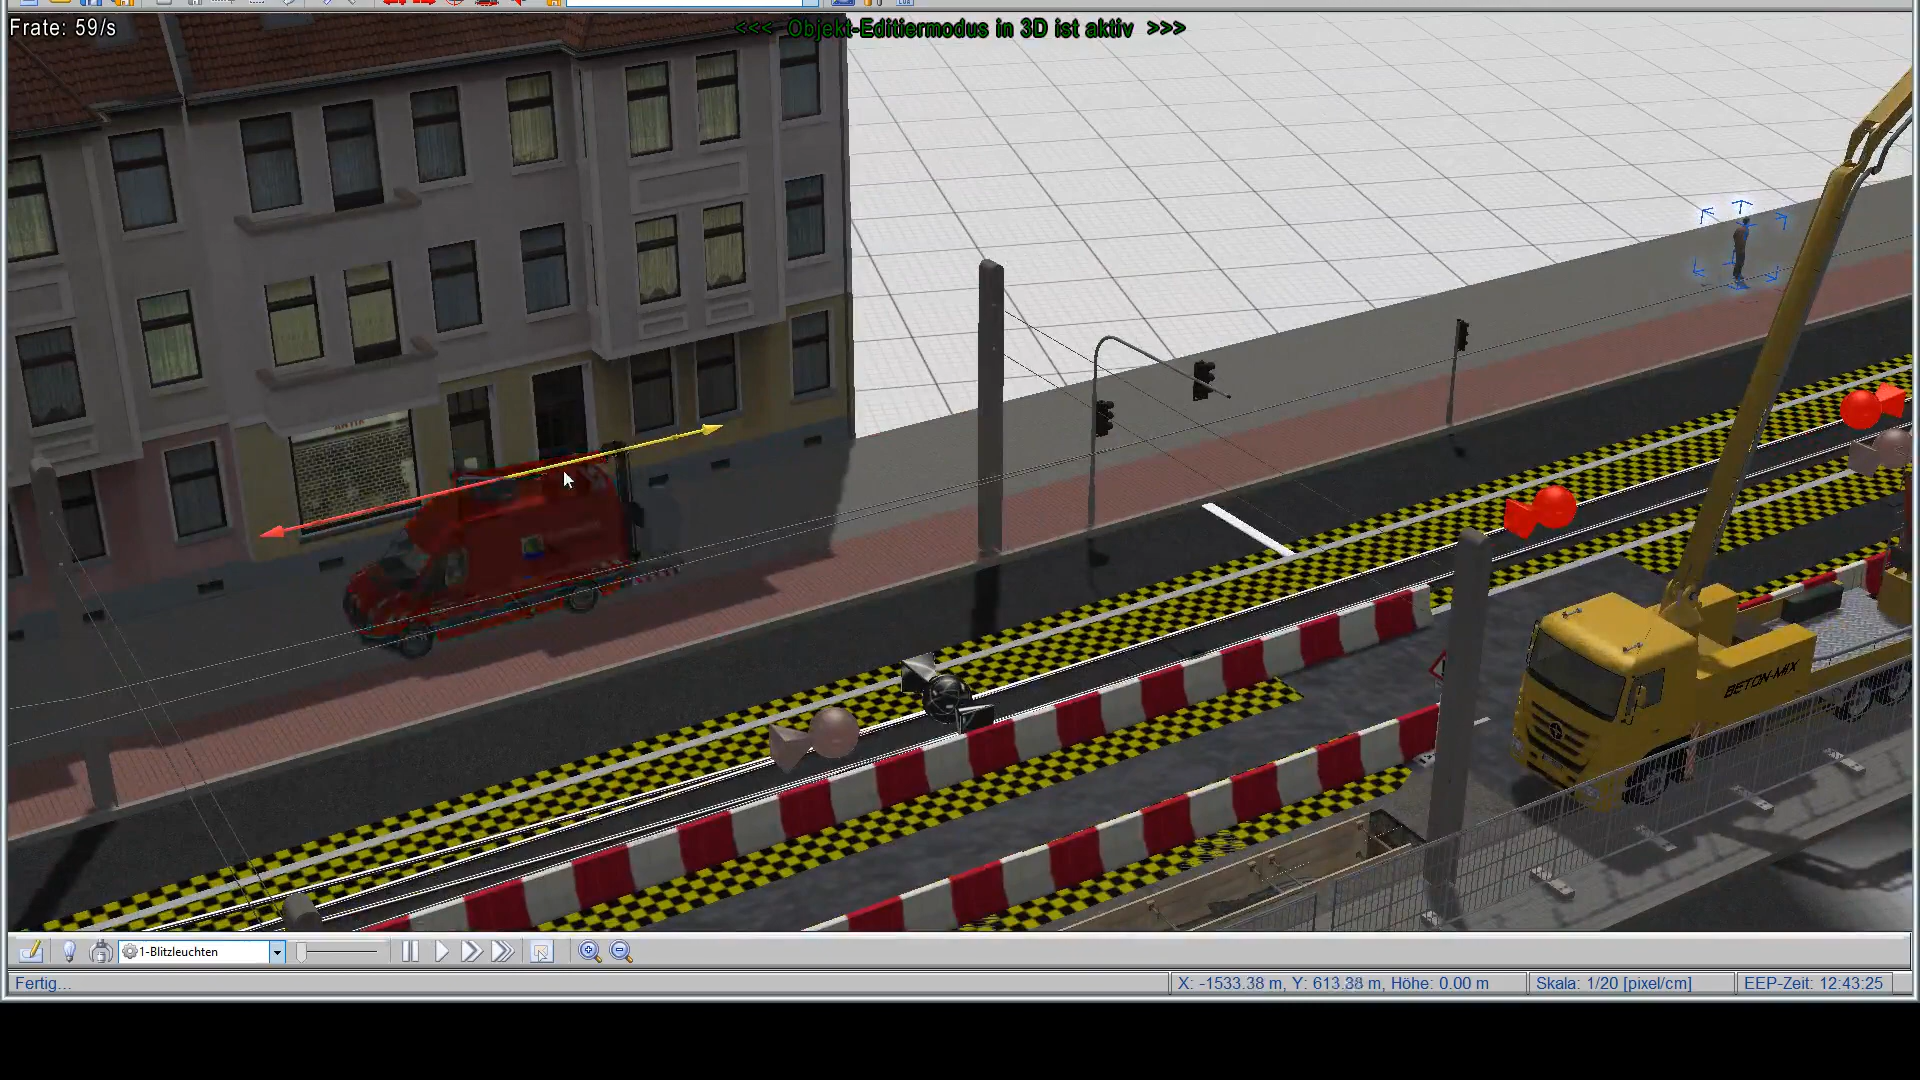 Frate: 59/s
<<< Objekt-Editiermodus in 3D ist aktiv >>>
ANTIK
BETON-MIX
1-Blitzleuchten
Fertig...
X: -1533.38 m, Y: 613.38 m, Höhe: 0.00 m
Skala: 1/20 [pixel/cm]
EEP-Zeit: 12:43:25